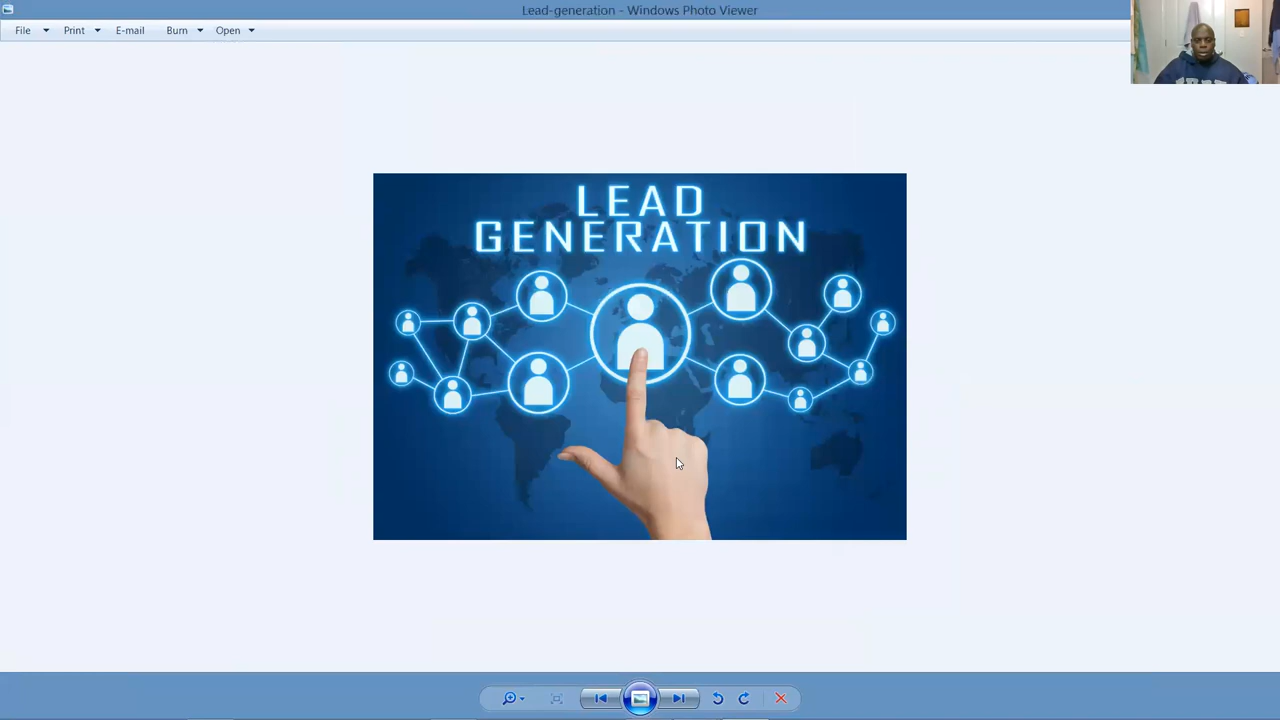 Lead-generation - Windows Photo Viewer
File Print E-mail Burn Open
LEAD
GENERATION